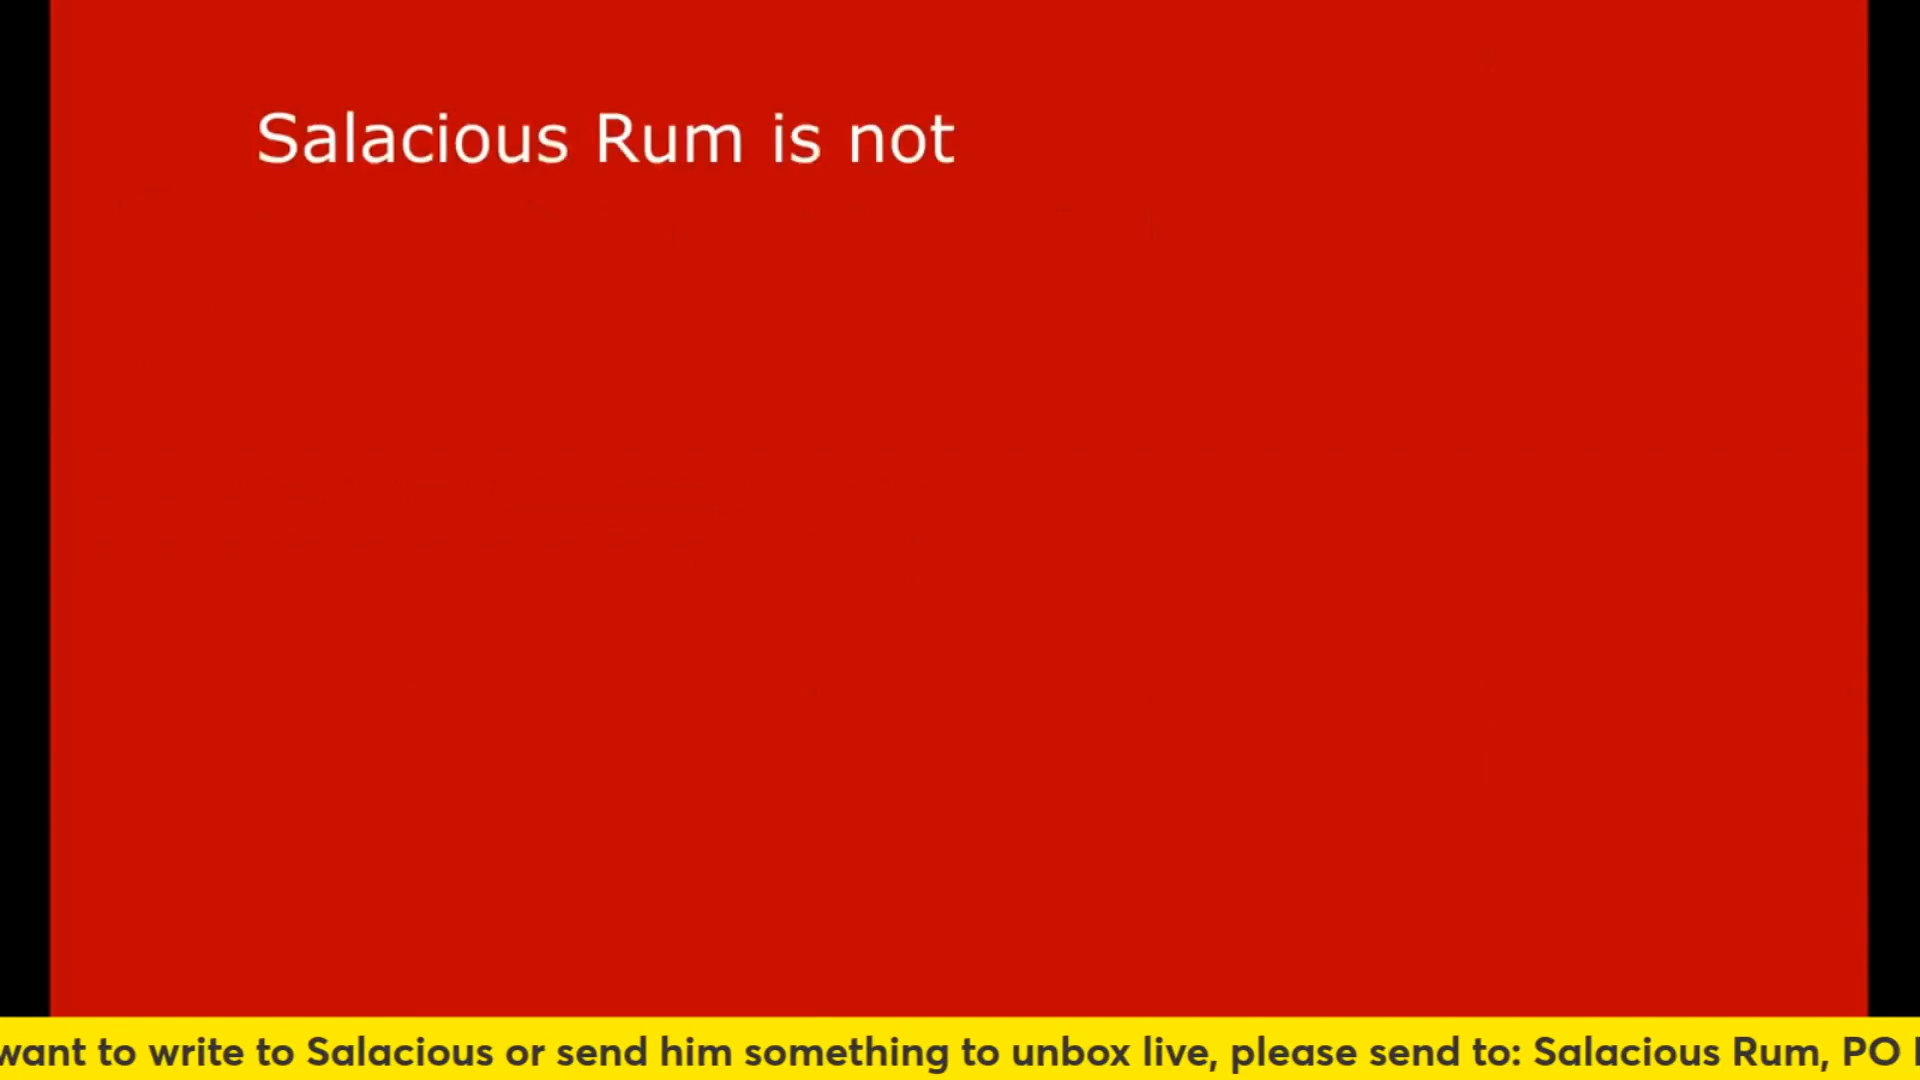 Salacious Rum is not
want to write to Salacious or send him something to unbox live, please send to: Salacious Rum, PO